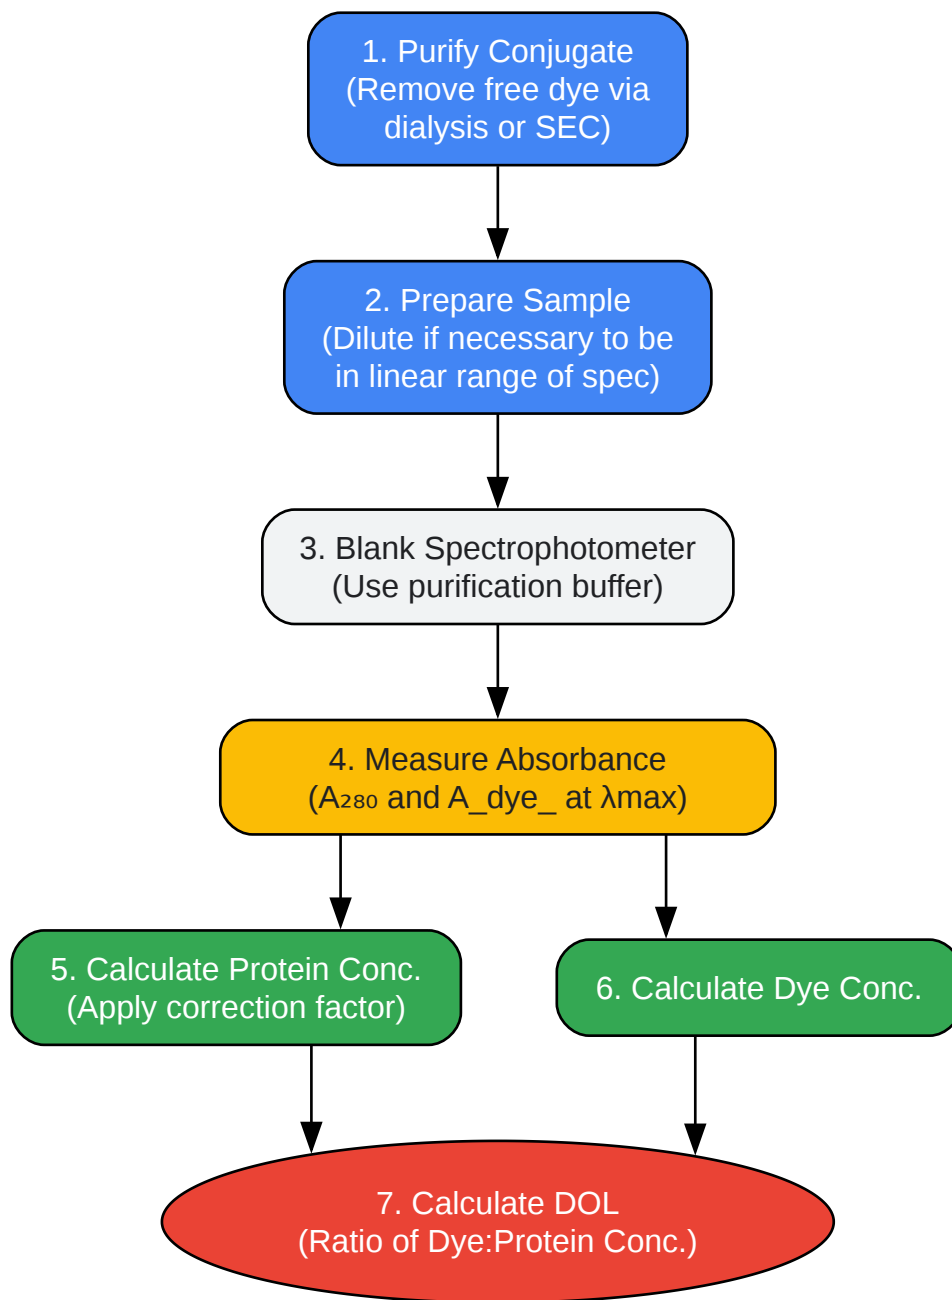 1. Purify Conjugate
(Remove free dye via
dialysis or SEC)
2. Prepare Sample
(Dilute if necessary to be
in linear range of spec)
3. Blank Spectrophotometer
(Use purification buffer)
4. Measure Absorbance
(A₂₈₀ and A_dye_ at λmax)
5. Calculate Protein Conc.
(Apply correction factor)
6. Calculate Dye Conc.
7. Calculate DOL
(Ratio of Dye:Protein Conc.)